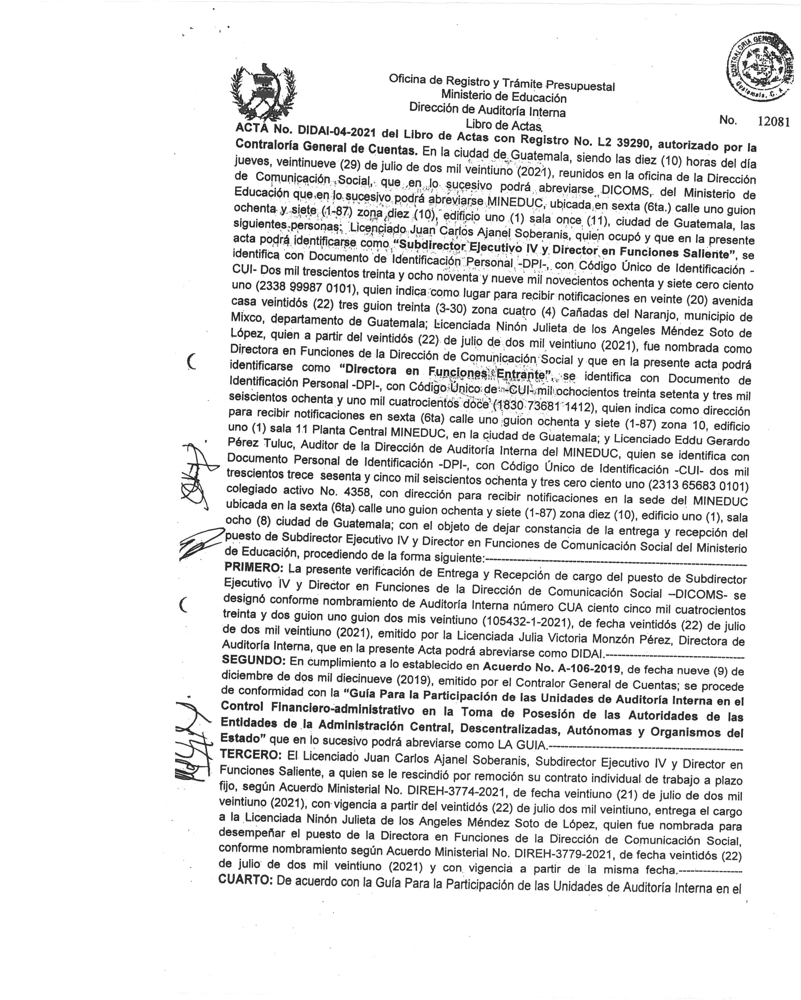 CONTRALORIA GENERAL DE CUENTAS
Guatemala, C. A.
Oficina de Registro y Trámite Presupuestal
Ministerio de Educación
Dirección de Auditoría Interna
Libro de Actas
No. 12081
ACTA No. DIDAI-04-2021 del Libro de Actas con Registro No. L2 39290, autorizado por la
Contraloría General de Cuentas. En la ciudad de Guatemala, siendo las diez (10) horas del día
jueves, veintinueve (29) de julio de dos mil veintiuno (2021), reunidos en la oficina de la Dirección
de Comunicación Social, que en lo sucesivo podrá abreviarse DICOMS, del Ministerio de
Educación que en lo sucesivo podrá abreviarse MINEDUC, ubicada en sexta (6ta.) calle uno guion
ochenta y siete (1-87) zona diez (10), edificio uno (1) sala once (11), ciudad de Guatemala, las
siguientes personas: Licenciado Juan Carlos Ajanel Soberanis, quien ocupó y que en la presente
acta podrá identificarse como "Subdirector Ejecutivo IV y Director en Funciones Saliente", se
identifica con Documento de Identificación Personal -DPI-, con Código Único de Identificación -
CUI- Dos mil trescientos treinta y ocho noventa y nueve mil novecientos ochenta y siete cero ciento
uno (2338 99987 0101), quien indica como lugar para recibir notificaciones en veinte (20) avenida
casa veintidós (22) tres guion treinta (3-30) zona cuatro (4) Cañadas del Naranjo, municipio de
Mixco, departamento de Guatemala; Licenciada Ninón Julieta de los Angeles Méndez Soto de
López, quien a partir del veintidós (22) de julio de dos mil veintiuno (2021), fue nombrada como
Directora en Funciones de la Dirección de Comunicación Social y que en la presente acta podrá
identificarse como "Directora en Funciones Entrante", se identifica con Documento de
Identificación Personal -DPI-, con Código Único de -CUI- mil ochocientos treinta setenta y tres mil
seiscientos ochenta y uno mil cuatrocientos doce (1830 73681 1412), quien indica como dirección
para recibir notificaciones en sexta (6ta) calle uno guion ochenta y siete (1-87) zona 10, edificio
uno (1) sala 11 Planta Central MINEDUC, en la ciudad de Guatemala; y Licenciado Eddu Gerardo
Pérez Tuluc, Auditor de la Dirección de Auditoría Interna del MINEDUC, quien se identifica con
Documento Personal de Identificación -DPI-, con Código Único de Identificación -CUI- dos mil
trescientos trece sesenta y cinco mil seiscientos ochenta y tres cero ciento uno (2313 65683 0101)
colegiado activo No. 4358, con dirección para recibir notificaciones en la sede del MINEDUC
ubicada en la sexta (6ta) calle uno guion ochenta y siete (1-87) zona diez (10), edificio uno (1), sala
ocho (8) ciudad de Guatemala; con el objeto de dejar constancia de la entrega y recepción del
puesto de Subdirector Ejecutivo IV y Director en Funciones de Comunicación Social del Ministerio
de Educación, procediendo de la forma siguiente:------------------------------
PRIMERO: La presente verificación de Entrega y Recepción de cargo del puesto de Subdirector
Ejecutivo IV y Director en Funciones de la Dirección de Comunicación Social –DICOMS- se
designó conforme nombramiento de Auditoría Interna número CUA ciento cinco mil cuatrocientos
treinta y dos guion uno guion dos mis veintiuno (105432-1-2021), de fecha veintidós (22) de julio
de dos mil veintiuno (2021), emitido por la Licenciada Julia Victoria Monzón Pérez, Directora de
Auditoría Interna, que en la presente Acta podrá abreviarse como DIDAI.------------------------------
SEGUNDO: En cumplimiento a lo establecido en Acuerdo No. A-106-2019, de fecha nueve (9) de
diciembre de dos mil diecinueve (2019), emitido por el Contralor General de Cuentas; se procede
de conformidad con la "Guía Para la Participación de las Unidades de Auditoría Interna en el
Control Financiero-administrativo en la Toma de Posesión de las Autoridades de las
Entidades de la Administración Central, Descentralizadas, Autónomas y Organismos del
Estado" que en lo sucesivo podrá abreviarse como LA GUIA.------------------------------
TERCERO: El Licenciado Juan Carlos Ajanel Soberanis, Subdirector Ejecutivo IV y Director en
Funciones Saliente, a quien se le rescindió por remoción su contrato individual de trabajo a plazo
fijo, según Acuerdo Ministerial No. DIREH-3774-2021, de fecha veintiuno (21) de julio de dos mil
veintiuno (2021), con vigencia a partir del veintidós (22) de julio dos mil veintiuno, entrega el cargo
a la Licenciada Ninón Julieta de los Angeles Méndez Soto de López, quien fue nombrada para
desempeñar el puesto de la Directora en Funciones de la Dirección de Comunicación Social,
conforme nombramiento según Acuerdo Ministerial No. DIREH-3779-2021, de fecha veintidós (22)
de julio de dos mil veintiuno (2021) y con vigencia a partir de la misma fecha.----------------
CUARTO: De acuerdo con la Guía Para la Participación de las Unidades de Auditoría Interna en el